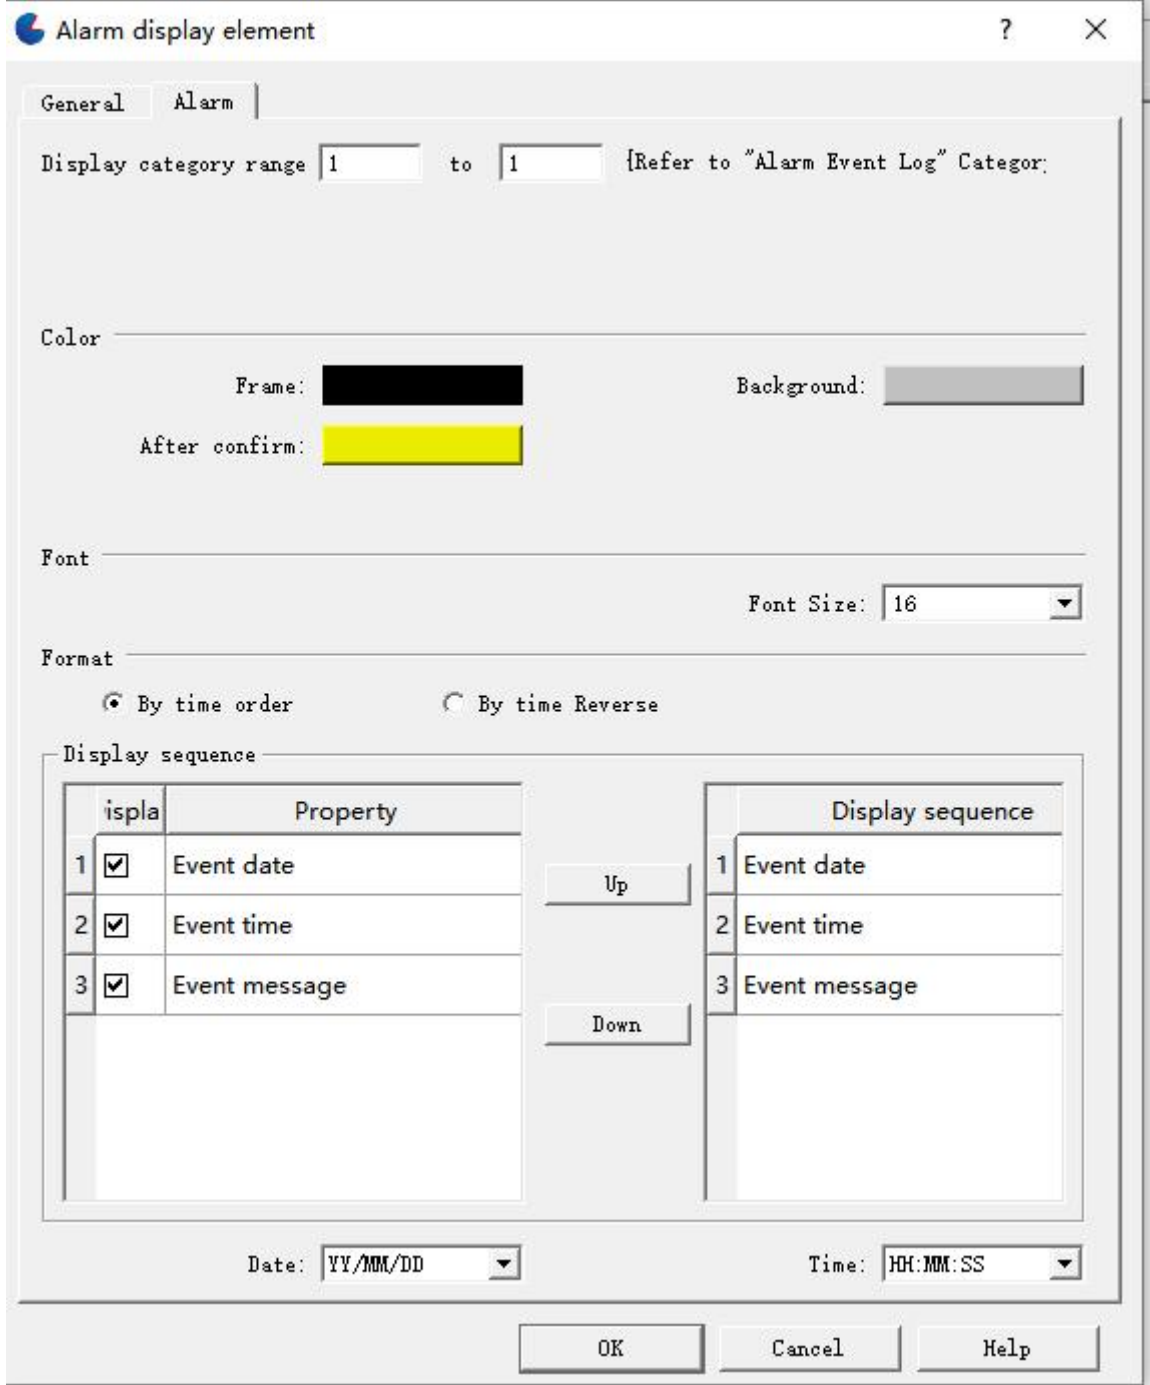 Alarm display element ?
General Alarm
Display category range 1 to 1 {Refer to "Alarm Event Log" Categor
Color
Frame: Background:
After confirm:
Font
Font Size: 16
Format
By time order By time Reverse
Display sequence
ispla Property Display sequence
1 Event date Up 1 Event date
2 Event time 2 Event time
3 Event message Down 3 Event message
Date: YY/MM/DD Time: HH:MM:SS
OK Cancel Help